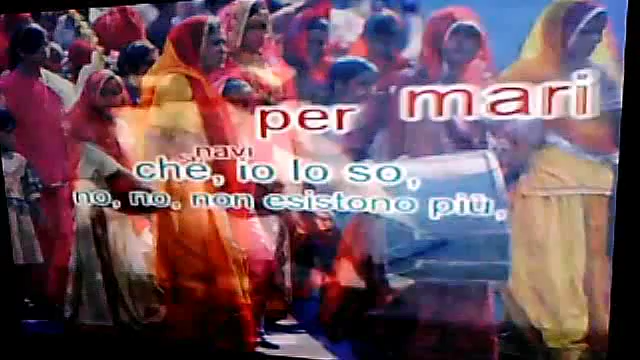 per mari
navi
che, io lo so,
no, no, non esistono più,